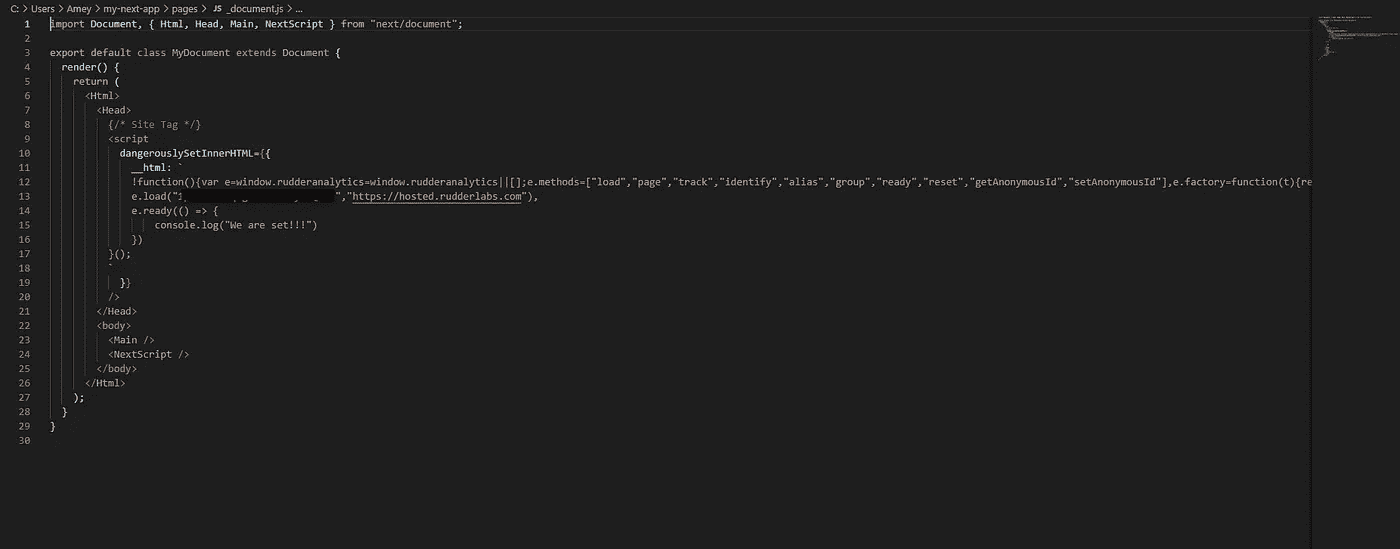 C: > Users > Amey > my-next-app > pages > JS _document.js > ...
1 import Document, { Html, Head, Main, NextScript } from "next/document";
2
3 export default class MyDocument extends Document {
4 render() {
5 return (
6 <Html>
7 <Head>
8 {/* Site Tag */}
9 <script
10 dangerouslySetInnerHTML={{
11 __html: `
12 !function(){var e=window.rudderanalytics=window.rudderanalytics||[];e.methods=["load","page","track","identify","alias","group","ready","reset","getAnonymousId","setAnonymousId"],e.factory=function(t){re
13 e.load("1 ","https://hosted.rudderlabs.com"),
14 e.ready(() => {
15 console.log("We are set!!!")
16 })
17 }();
18 `
19 }}
20 />
21 </Head>
22 <body>
23 <Main />
24 <NextScript />
25 </body>
26 </Html>
27 );
28 }
29 }
30